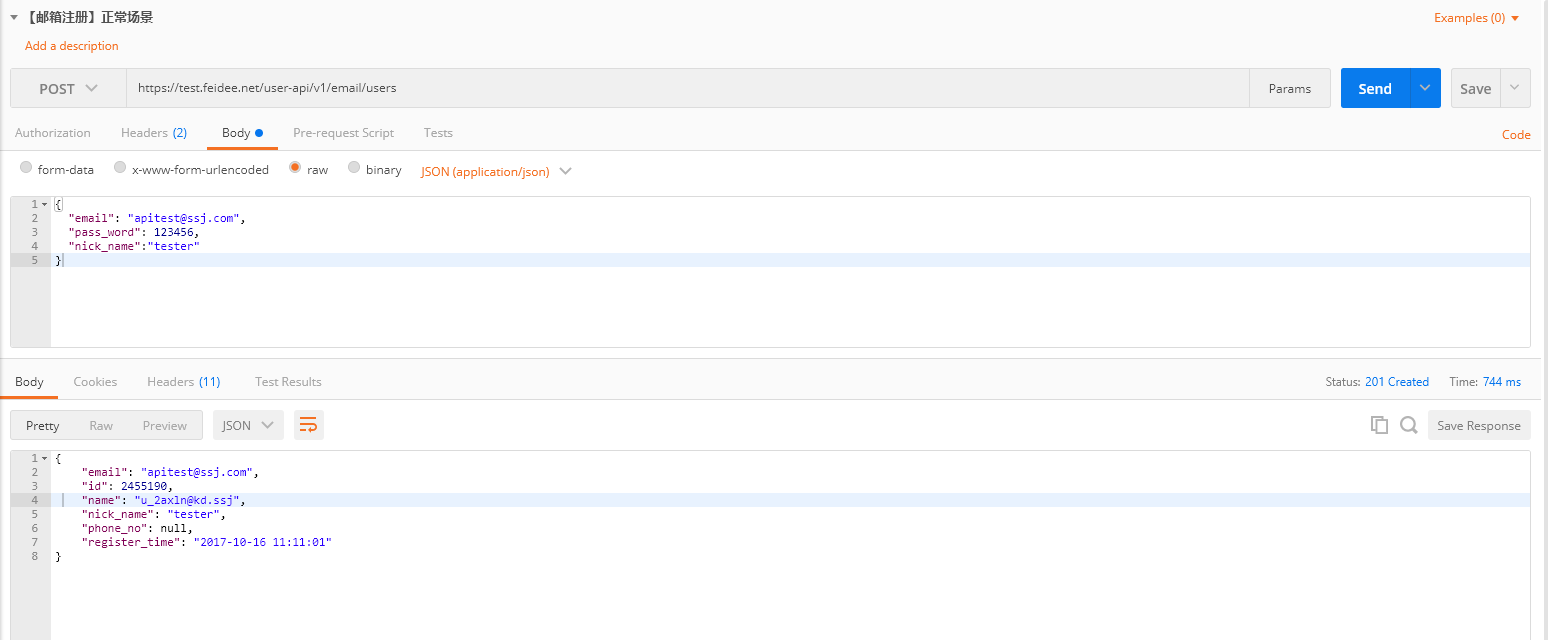 【邮箱注册】正常场景
Examples (0)
Add a description
POST
https://test.feidee.net/user-api/v1/email/users
Params
Send
Save
Authorization
Headers (2)
Body
Pre-request Script
Tests
Code
form-data
x-www-form-urlencoded
raw
binary
JSON (application/json)
1 {
2 "email": "apitest@ssj.com",
3 "pass_word": 123456,
4 "nick_name":"tester"
5 }
Body
Cookies
Headers (11)
Test Results
Status: 201 Created
Time: 744 ms
Pretty
Raw
Preview
JSON
Save Response
1 {
2 "email": "apitest@ssj.com",
3 "id": 2455190,
4 "name": "u_2axln@kd.ssj",
5 "nick_name": "tester",
6 "phone_no": null,
7 "register_time": "2017-10-16 11:11:01"
8 }